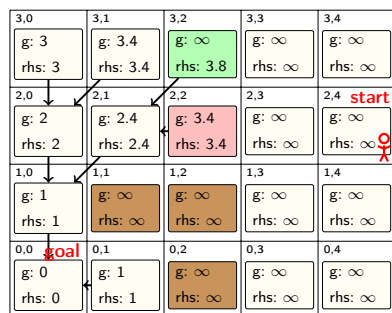 3,0 3,1 3,2 3,3 3,4
g: 3 g: 3.4 g: ∞ g: ∞ g: ∞
rhs: 3 rhs: 3.4 rhs: 3.8 rhs: ∞ rhs: ∞
2,0 2,1 2,2 2,3 2,4
start
g: 2 g: 2.4 g: 3.4 g: ∞ g: ∞
rhs: 2 rhs: 2.4 rhs: 3.4 rhs: ∞ rhs: ∞
1,0 1,1 1,2 1,3 1,4
g: 1 g: ∞ g: ∞ g: ∞ g: ∞
rhs: 1 rhs: ∞ rhs: ∞ rhs: ∞ rhs: ∞
0,0 0,1 0,2 0,3 0,4
goal
g: 0 g: 1 g: ∞ g: ∞ g: ∞
rhs: 0 rhs: 1 rhs: ∞ rhs: ∞ rhs: ∞